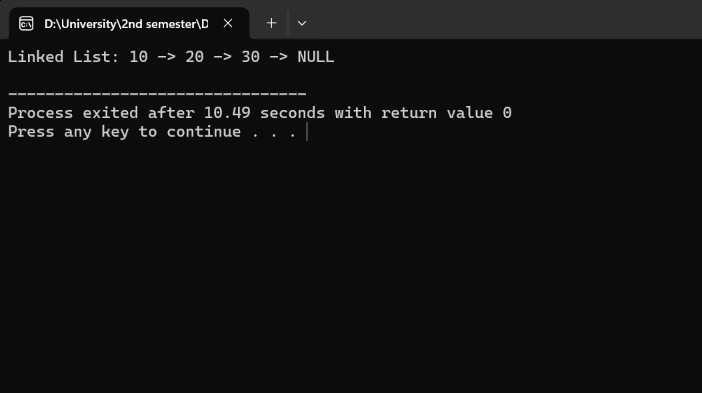 D:\University\2nd semester\D
Linked List: 10 -> 20 -> 30 -> NULL
--------------------------------
Process exited after 10.49 seconds with return value 0
Press any key to continue . . .